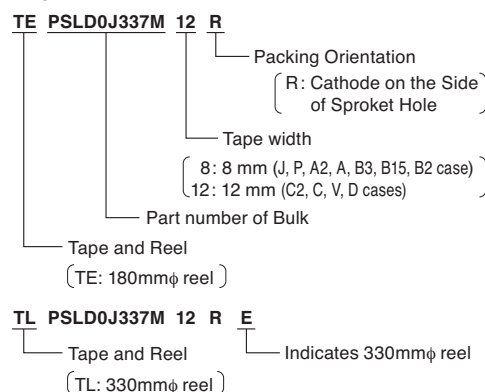 TE PSLD0J337M 12 R
Packing Orientation
R: Cathode on the Side
of Sproket Hole
Tape width
8: 8 mm (J, P, A2, A, B3, B15, B2 case)
12: 12 mm (C2, C, V, D cases)
Part number of Bulk
Tape and Reel
TE: 180mmϕ reel
TL PSLD0J337M 12 R E
Tape and Reel
Indicates 330mmϕ reel
TL: 330mmϕ reel